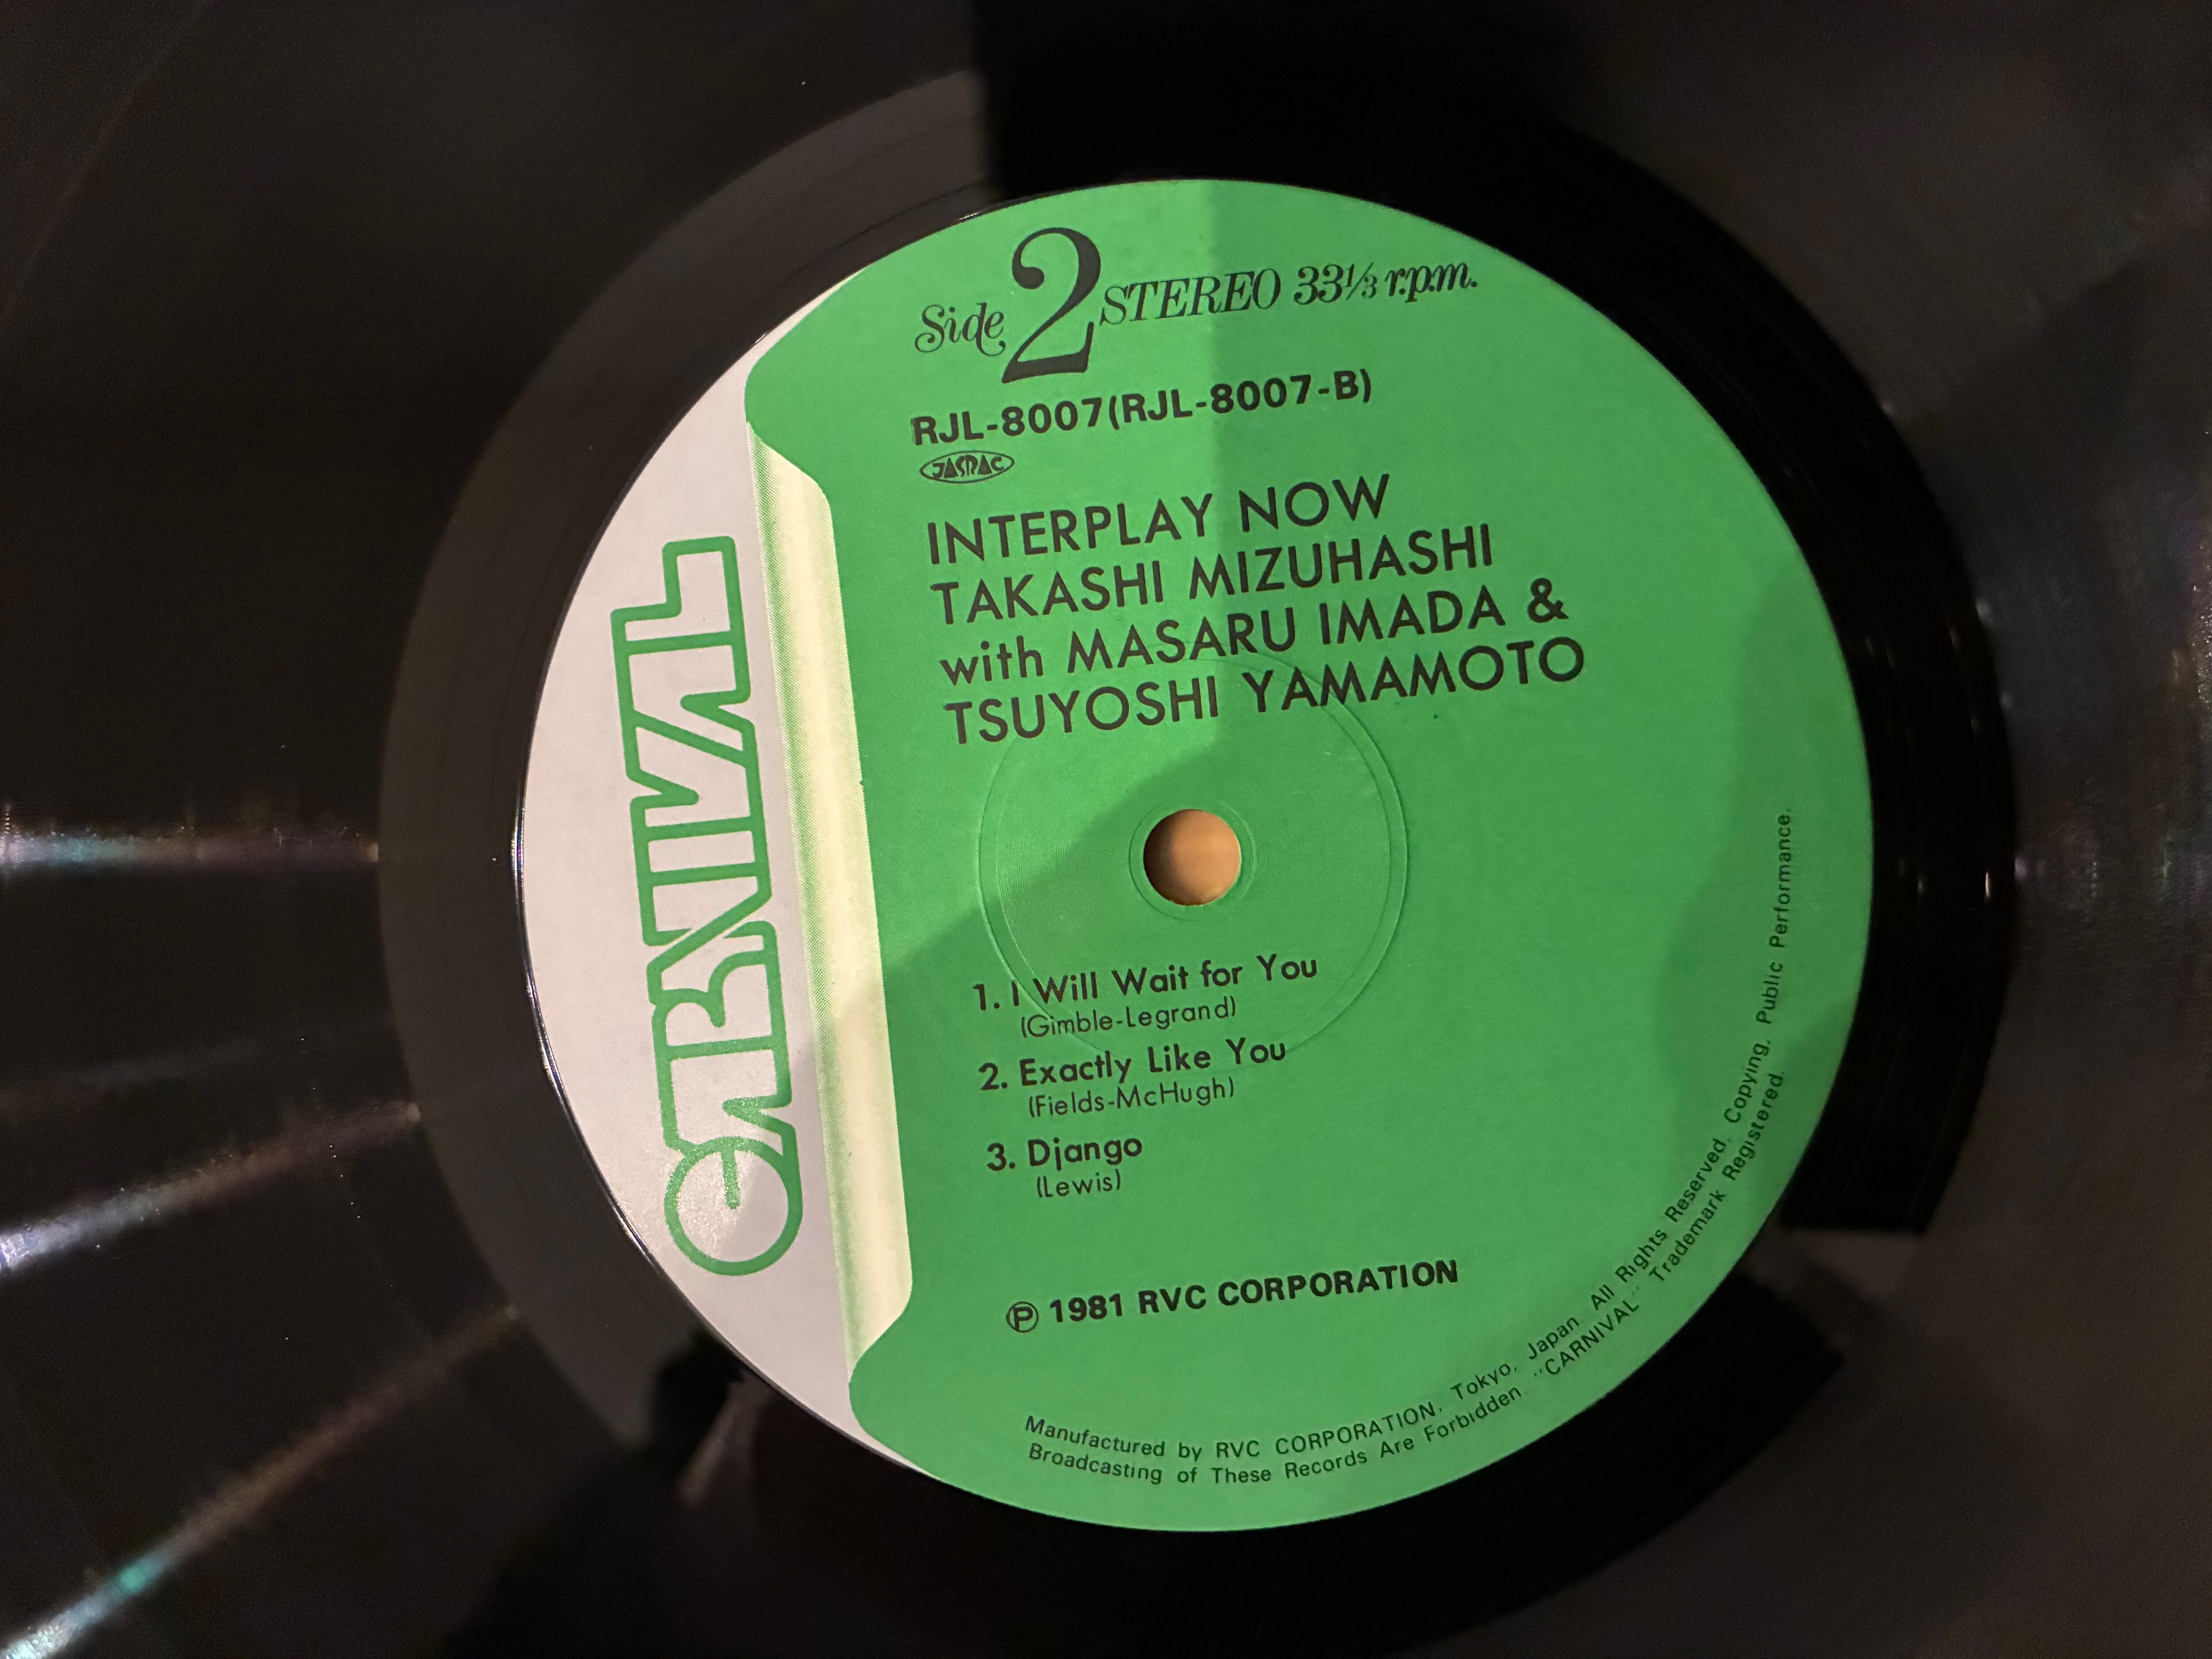 Side 2 STEREO 33⅓ r.p.m.
RJL-8007(RJL-8007-B)
JASRAC
INTERPLAY NOW
TAKASHI MIZUHASHI
with MASARU IMADA &
TSUYOSHI YAMAMOTO
CARNIVAL
1. I Will Wait for You
(Gimble-Legrand)
2. Exactly Like You
(Fields-McHugh)
3. Django
(Lewis)
Ⓟ 1981 RVC CORPORATION
Manufactured by RVC CORPORATION, Tokyo, Japan. All Rights Reserved. Copying, Public Performance,
Broadcasting of These Records Are Forbidden. "CARNIVAL" Trademark Registered.